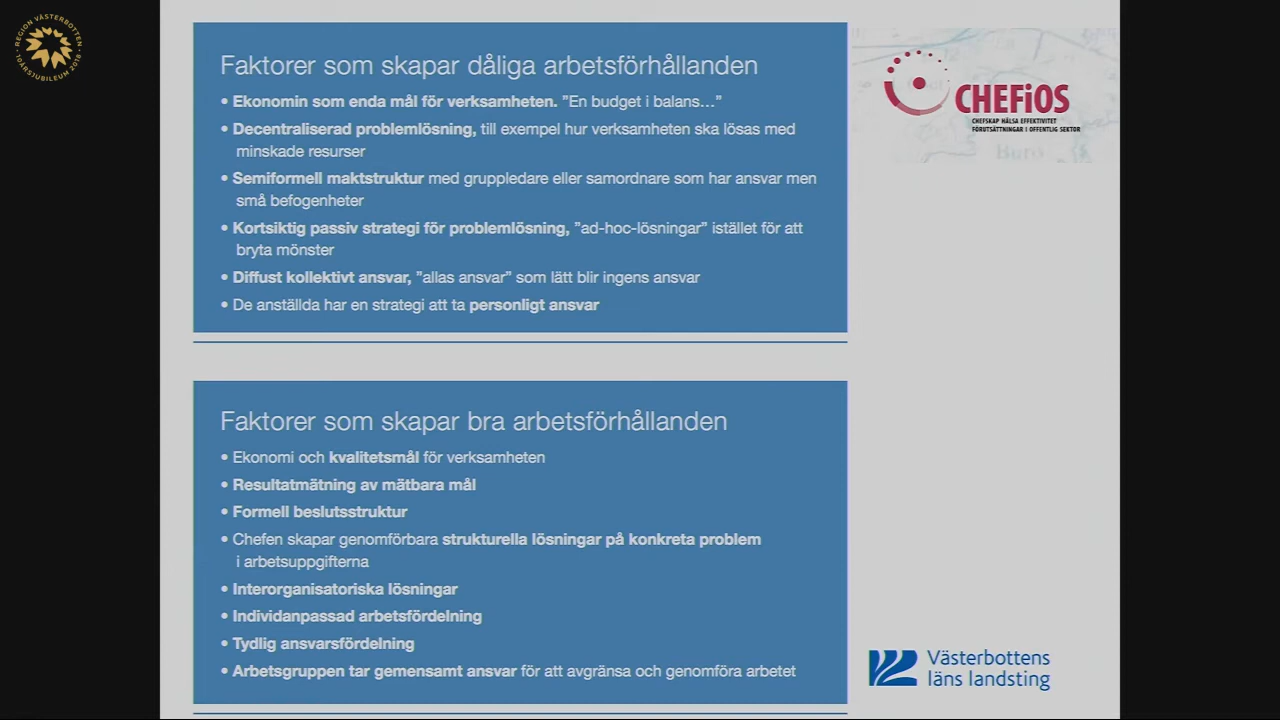 REGION VÄSTERBOTTEN
10ÅRSJUBILEUM 2018
Faktorer som skapar dåliga arbetsförhållanden
• Ekonomin som enda mål för verksamheten. ”En budget i balans…”
• Decentraliserad problemlösning, till exempel hur verksamheten ska lösas med
minskade resurser
• Semiformell maktstruktur med gruppledare eller samordnare som har ansvar men
små befogenheter
• Kortsiktig passiv strategi för problemlösning, ”ad-hoc-lösningar” istället för att
bryta mönster
• Diffust kollektivt ansvar, ”allas ansvar” som lätt blir ingens ansvar
• De anställda har en strategi att ta personligt ansvar
CHEFiOS
CHEFSKAP HÄLSA EFFEKTIVITET
FÖRUTSÄTTNINGAR I OFFENTLIG SEKTOR
Faktorer som skapar bra arbetsförhållanden
• Ekonomi och kvalitetsmål för verksamheten
• Resultatmätning av mätbara mål
• Formell beslutsstruktur
• Chefen skapar genomförbara strukturella lösningar på konkreta problem
i arbetsuppgifterna
• Interorganisatoriska lösningar
• Individanpassad arbetsfördelning
• Tydlig ansvarsfördelning
• Arbetsgruppen tar gemensamt ansvar för att avgränsa och genomföra arbetet
Västerbottens
läns landsting